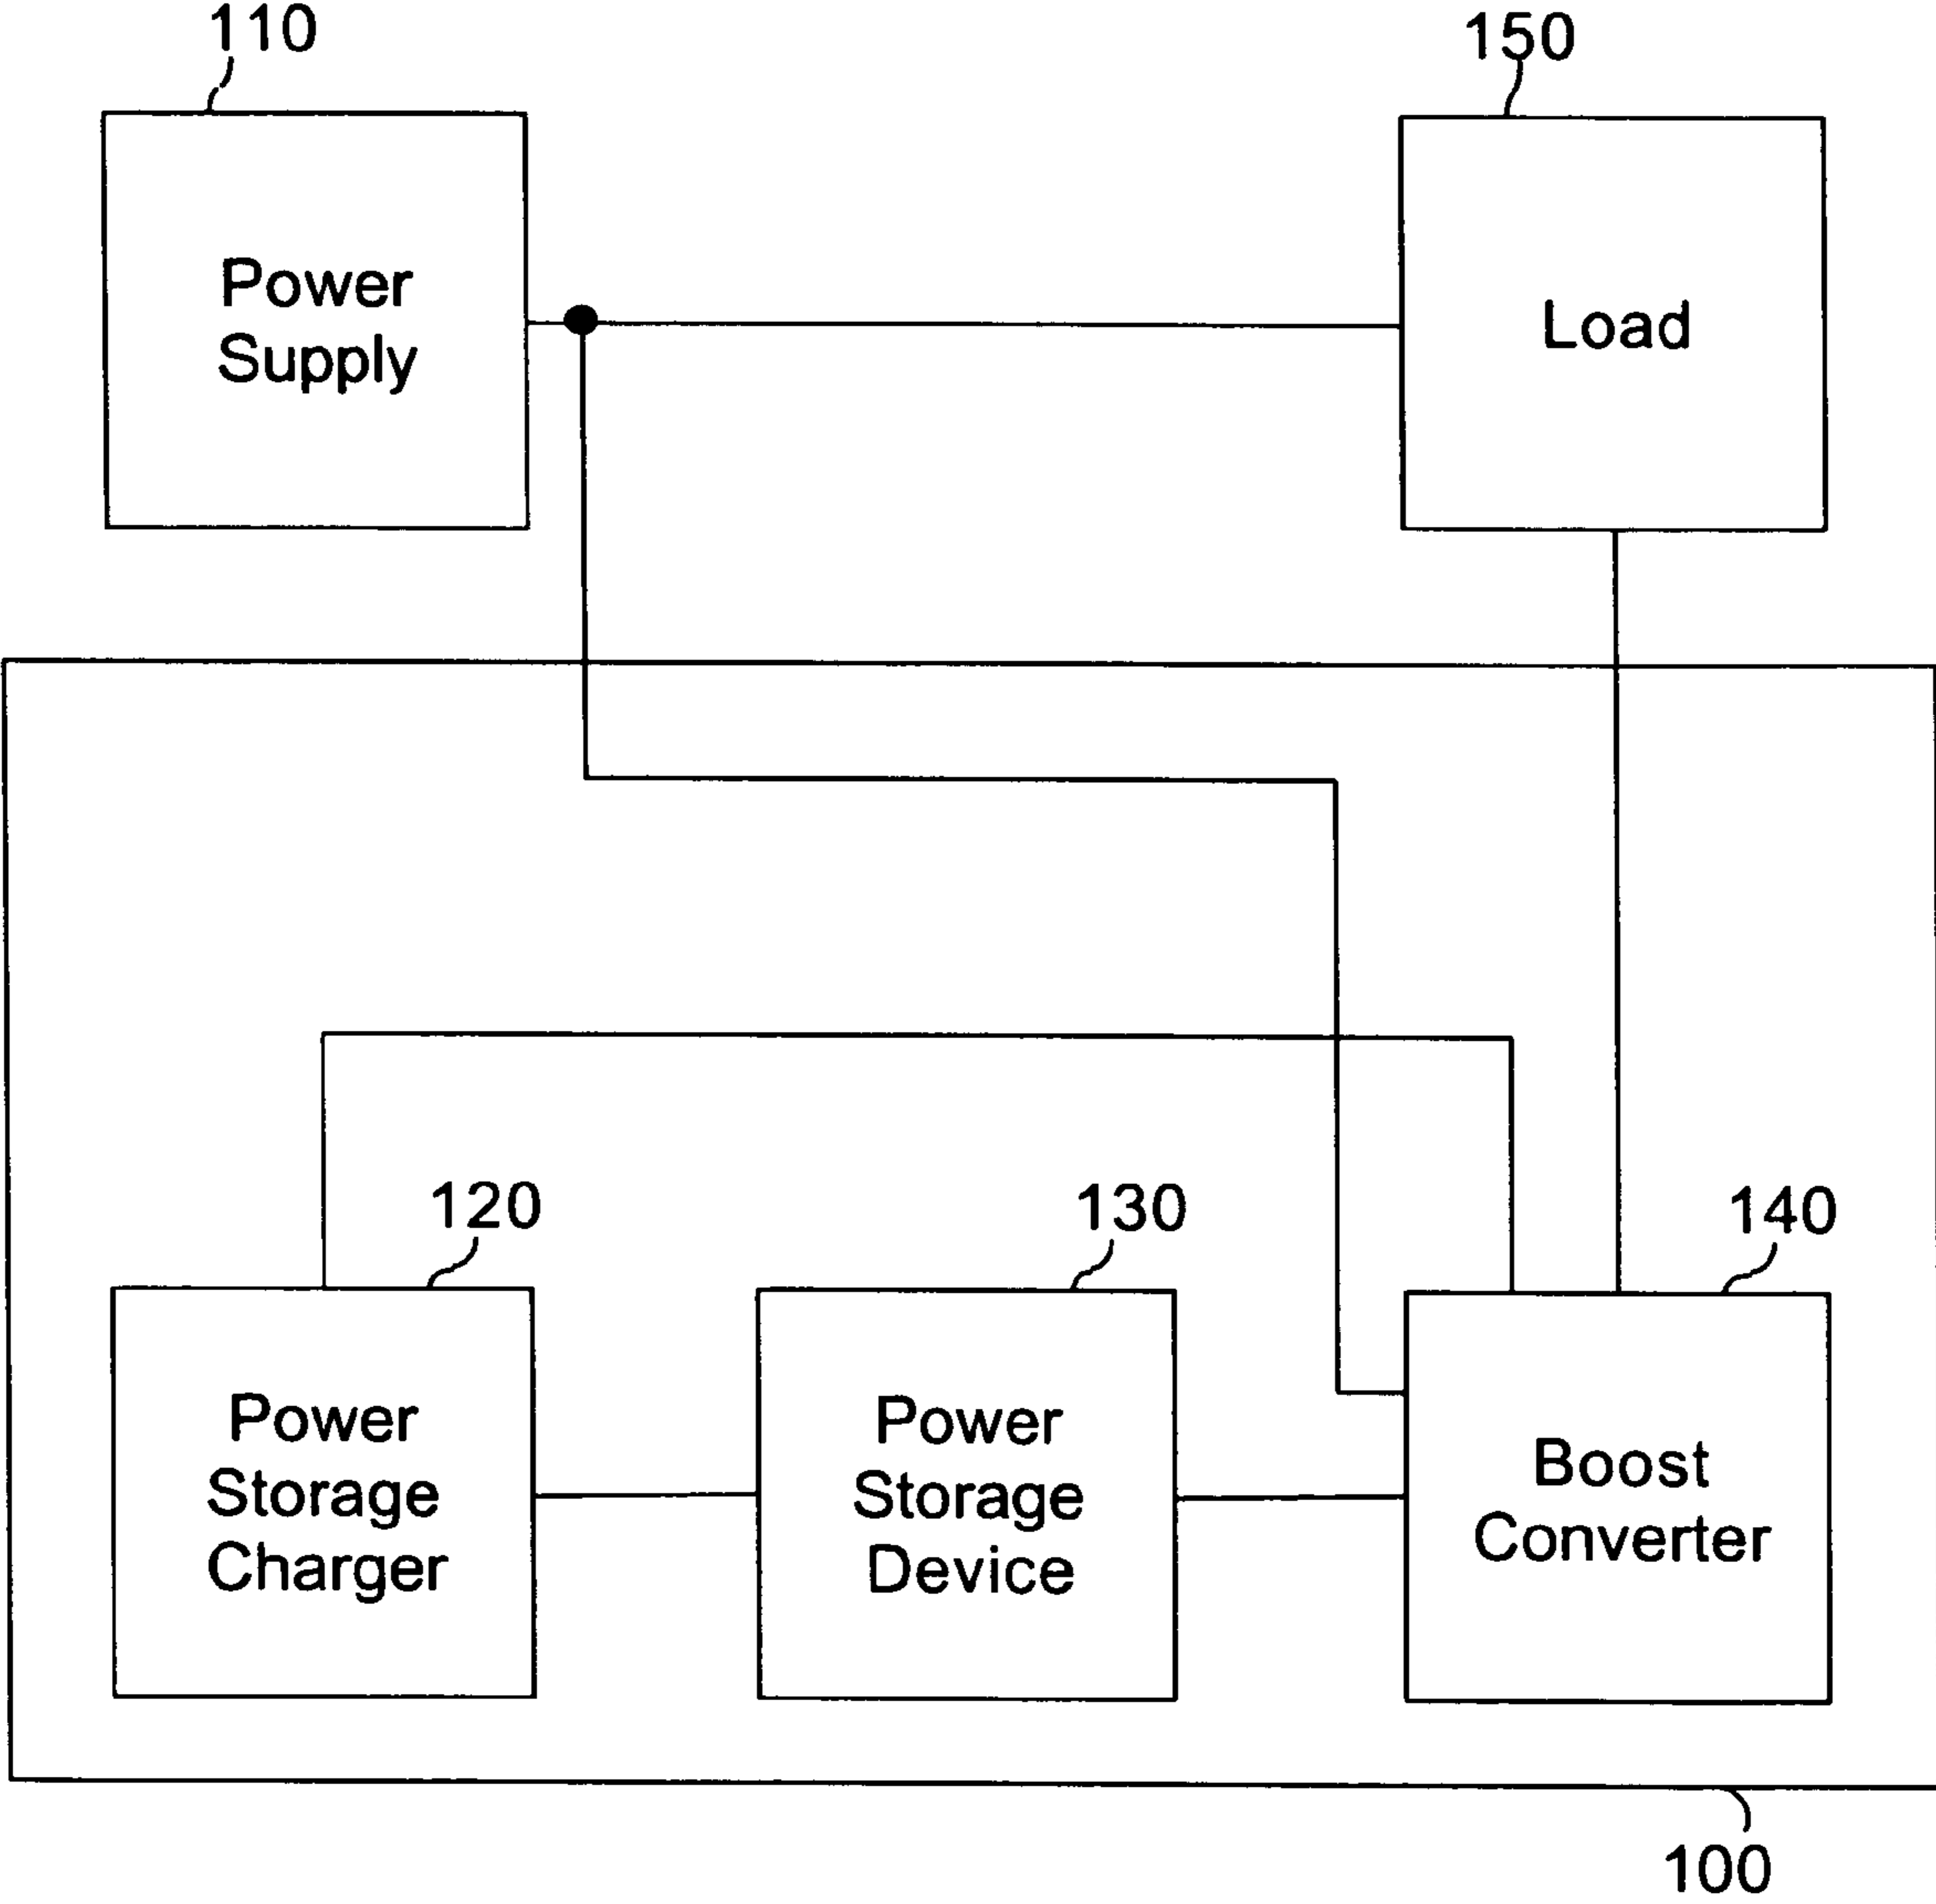 110
150
Power
Supply
Load
120
130
140
Power
Storage
Charger
Power
Storage
Device
Boost
Converter
100